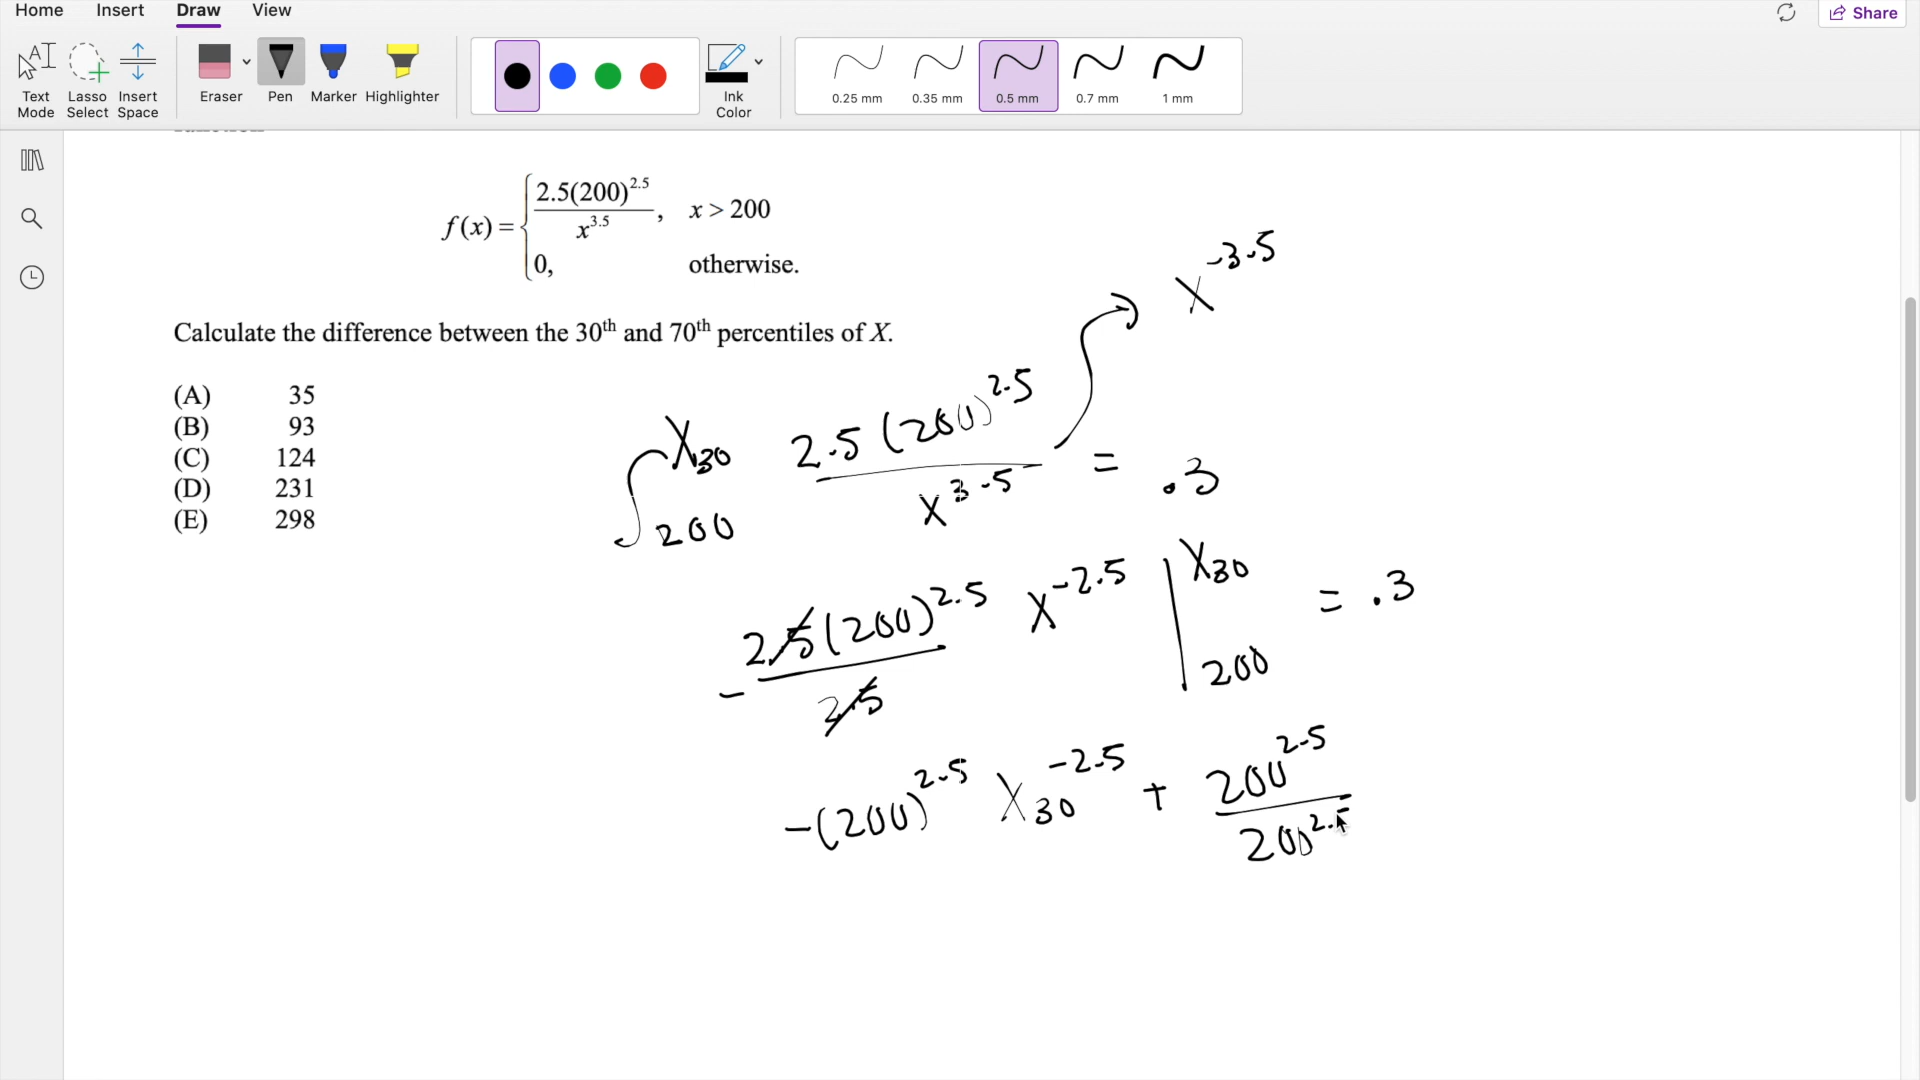 Home Insert Draw View Share
Text Mode Lasso Select Insert Space Eraser Pen Marker Highlighter Ink Color 0.25 mm 0.35 mm 0.5 mm 0.7 mm 1 mm
f(x) = { 2.5(200)^2.5 / x^3.5, x > 200
0, otherwise.
x^-3.5
Calculate the difference between the 30th and 70th percentiles of X.
(A) 35
(B) 93
(C) 124
(D) 231
(E) 298
∫_200^X30 2.5(200)^2.5 / x^3.5 = .3
- 2.5(200)^2.5 / 2.5 x^-2.5 | X30 200 = .3
-(200)^2.5 X30^-2.5 + 200^2.5 / 200^2.5